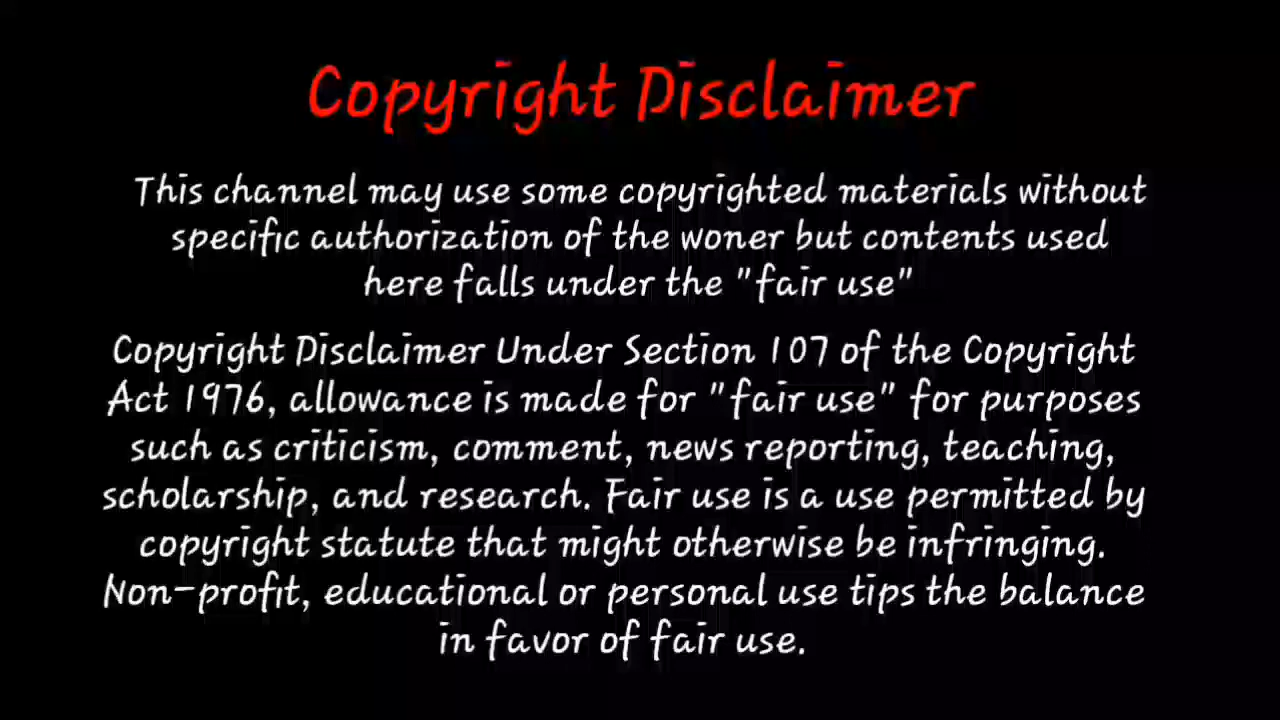 Copyright Disclaimer
This channel may use some copyrighted materials without
specific authorization of the woner but contents used
here falls under the "fair use"
Copyright Disclaimer Under Section 107 of the Copyright
Act 1976, allowance is made for "fair use" for purposes
such as criticism, comment, news reporting, teaching,
scholarship, and research. Fair use is a use permitted by
copyright statute that might otherwise be infringing.
Non-profit, educational or personal use tips the balance
in favor of fair use.